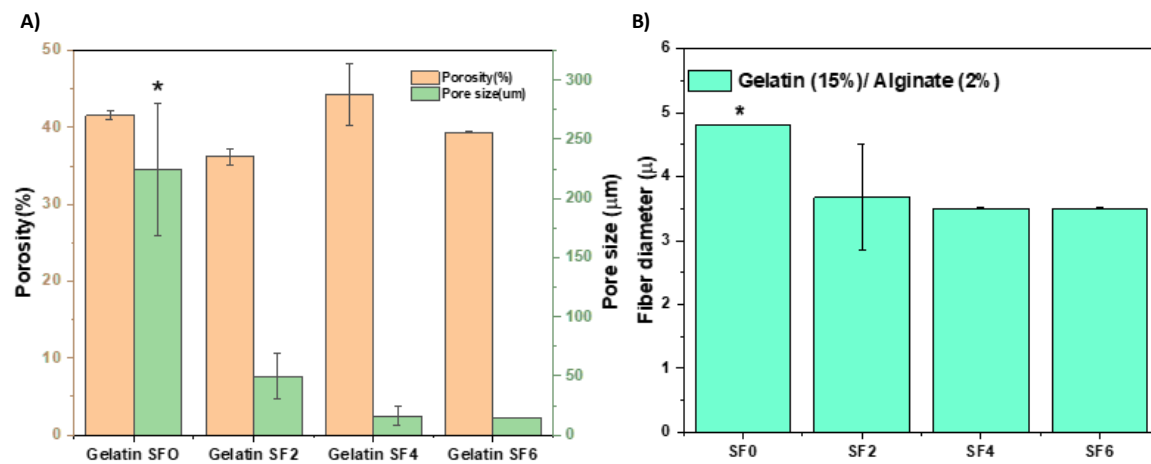 A)
B)
50
40
30
20
10
0
Porosity(%)
*
Porosity(%)
Pore size(um)
300
250
200
150
100
50
0
Pore size (μm)
Gelatin SF0
Gelatin SF2
Gelatin SF4
Gelatin SF6
6
5
4
3
2
1
0
Fiber diameter (μ)
Gelatin (15%)/ Alginate (2%)
*
SF0
SF2
SF4
SF6